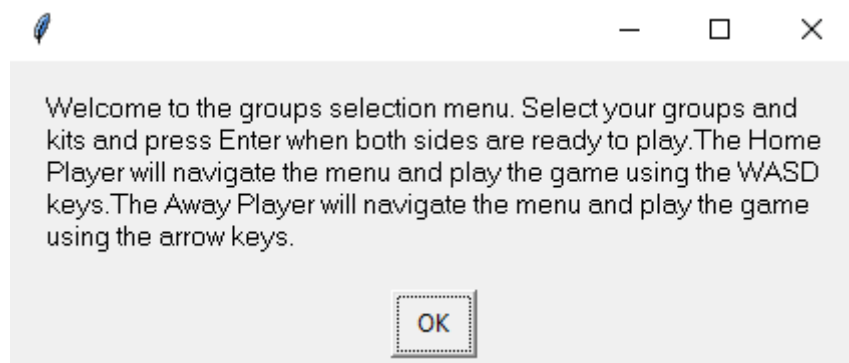 Welcome to the groups selection menu. Select your groups and
kits and press Enter when both sides are ready to play.The Home
Player will navigate the menu and play the game using the WASD
keys.The Away Player will navigate the menu and play the game
using the arrow keys.
OK